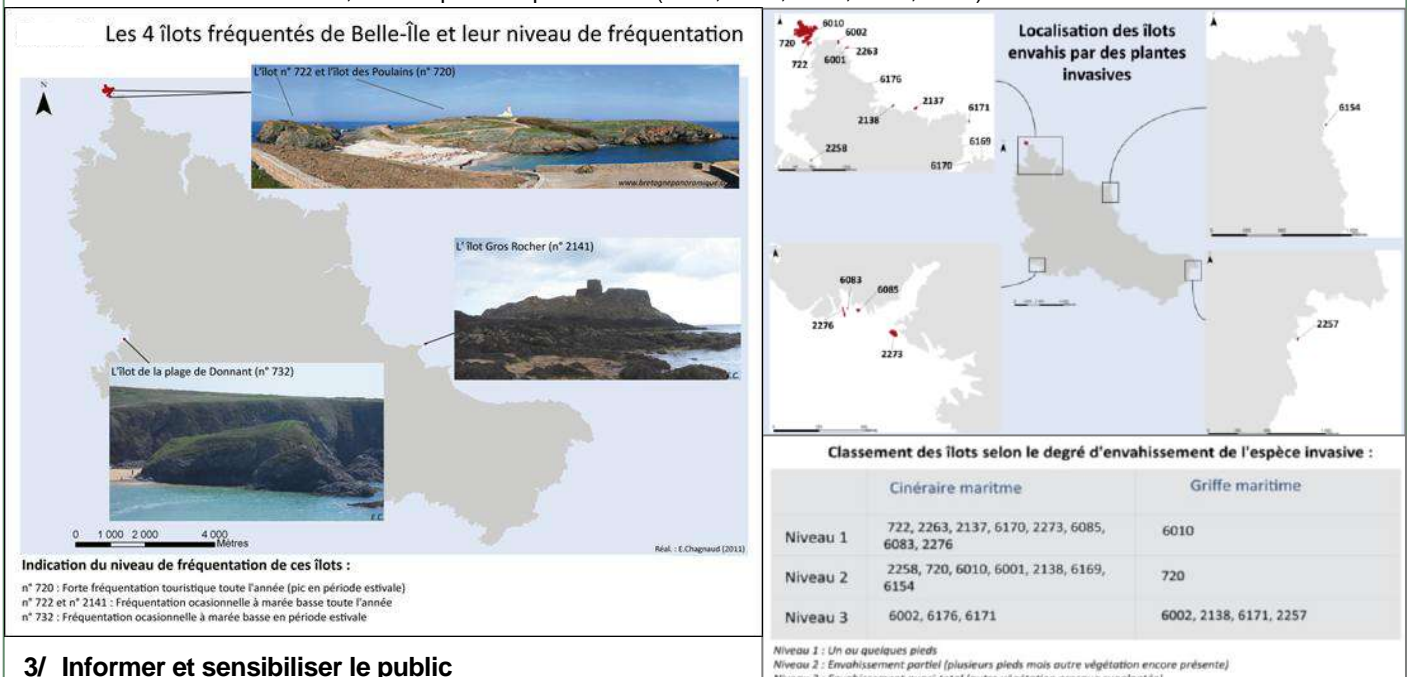 Les 4 îlots fréquentés de Belle-Île et leur niveau de fréquentation
N
L'îlot n° 722 et l'îlot des Poulains (n° 720)
www.bretagnepanoramique.
L' îlot Gros Rocher (n° 2141)
E.C.
L'îlot de la plage de Donnant (n° 732)
E.C.
0 1 000 2 000 4 000
Mètres
Réal. : E.Chagnaud (2011)
Indication du niveau de fréquentation de ces îlots :
n° 720 : Forte fréquentation touristique toute l'année (pic en période estivale)
n° 722 et n° 2141 : Fréquentation ocasionnelle à marée basse toute l'année
n° 732 : Fréquentation ocasionnelle à marée basse en période estivale
3/ Informer et sensibiliser le public
Localisation des îlots
envahis par des plantes
invasives
6010
6002
720
2263
722
6001
6176
2137
6171
2138
6169
2258
6170
6154
6083
6085
2276
2273
2257
Classement des îlots selon le degré d'envahissement de l'espèce invasive :
Cinéraire maritme
Griffe maritime
Niveau 1
722, 2263, 2137, 6170, 2273, 6085,
6083, 2276
6010
Niveau 2
2258, 720, 6010, 6001, 2138, 6169,
6154
720
Niveau 3
6002, 6176, 6171
6002, 2138, 6171, 2257
Niveau 1 : Un ou quelques pieds
Niveau 2 : Envahissement partiel (plusieurs pieds mais autre végétation encore présente)